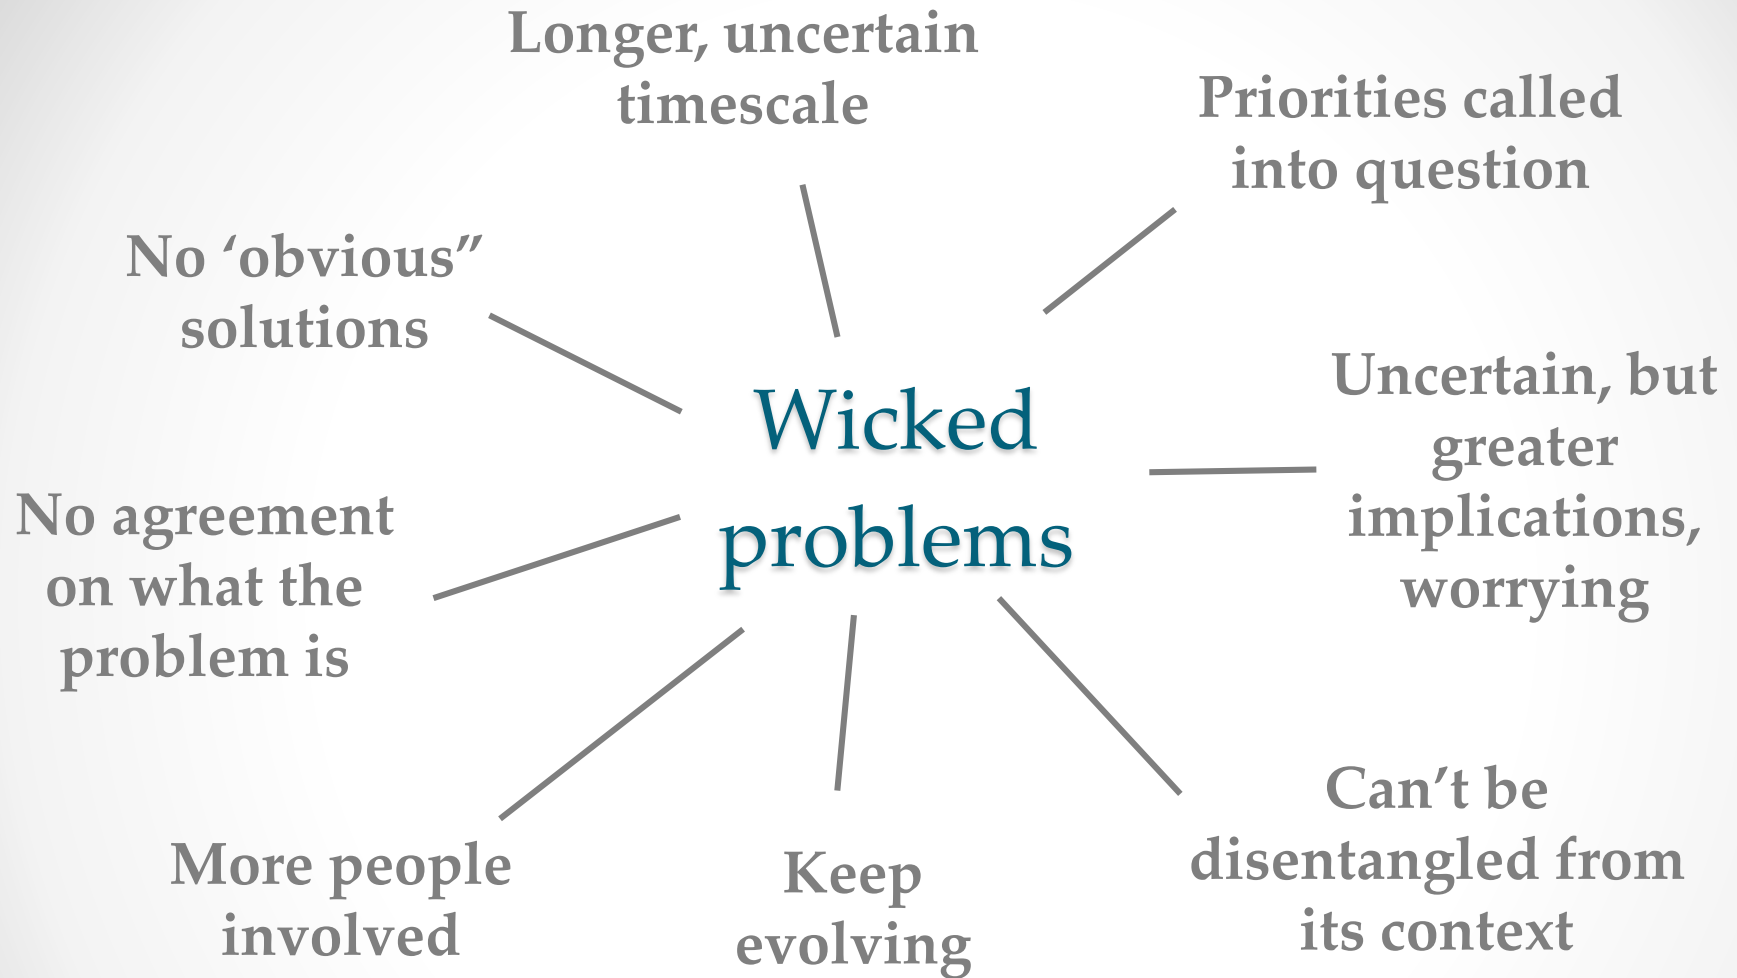 Longer, uncertain
timescale
Priorities called
into question
No ‘obvious”
solutions
Uncertain, but
greater
implications,
worrying
Wicked
problems
No agreement
on what the
problem is
Can’t be
disentangled from
its context
More people
involved
Keep
evolving